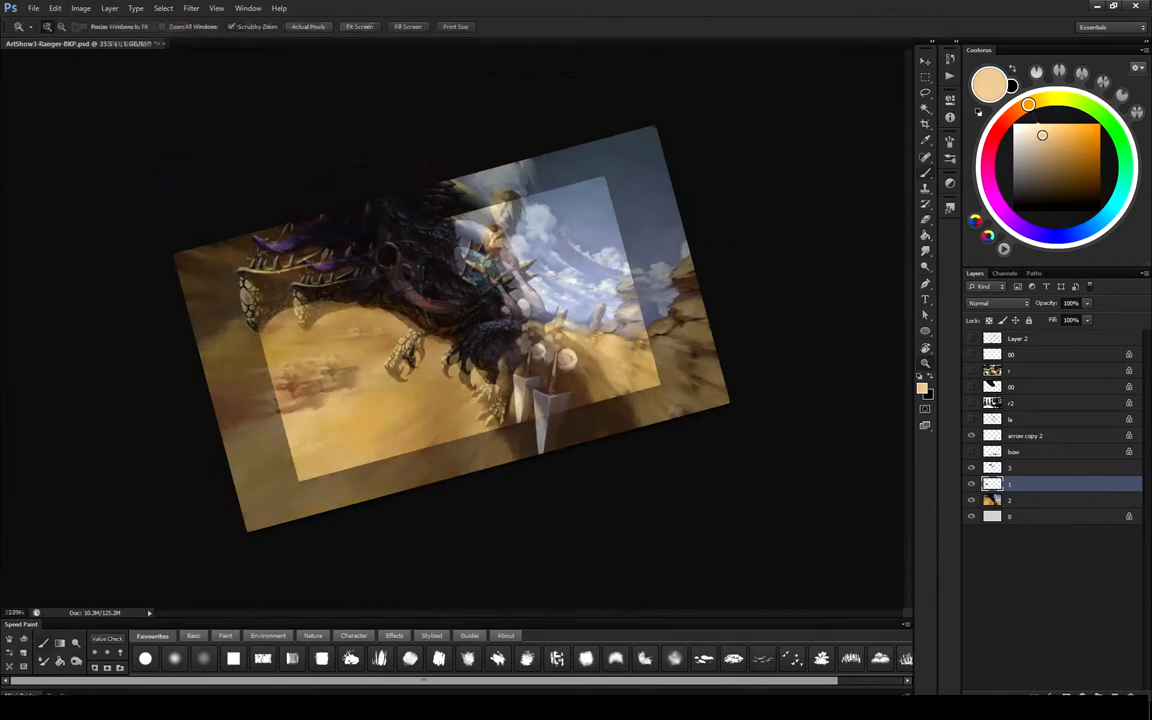 Ps File Edit Image Layer Type Select Filter View Window Help
Resize Windows to Fit Zoom All Windows Scrubby Zoom Actual Pixels Fit Screen Fill Screen Print Size Essentials
ArtShow3-Ranger-BKP.psd @
Coolorus
Layers Channels Paths
Kind
Normal Opacity: 100%
Lock: Fill: 100%
Layer 2
00
r
00
r2
la
arrow copy 2
bow
3
1
2
0
Doc: 10.3M/125.2M
Speed Paint
Value Check Favourites Basic Paint Environment Nature Character Effects Stylised Guides About